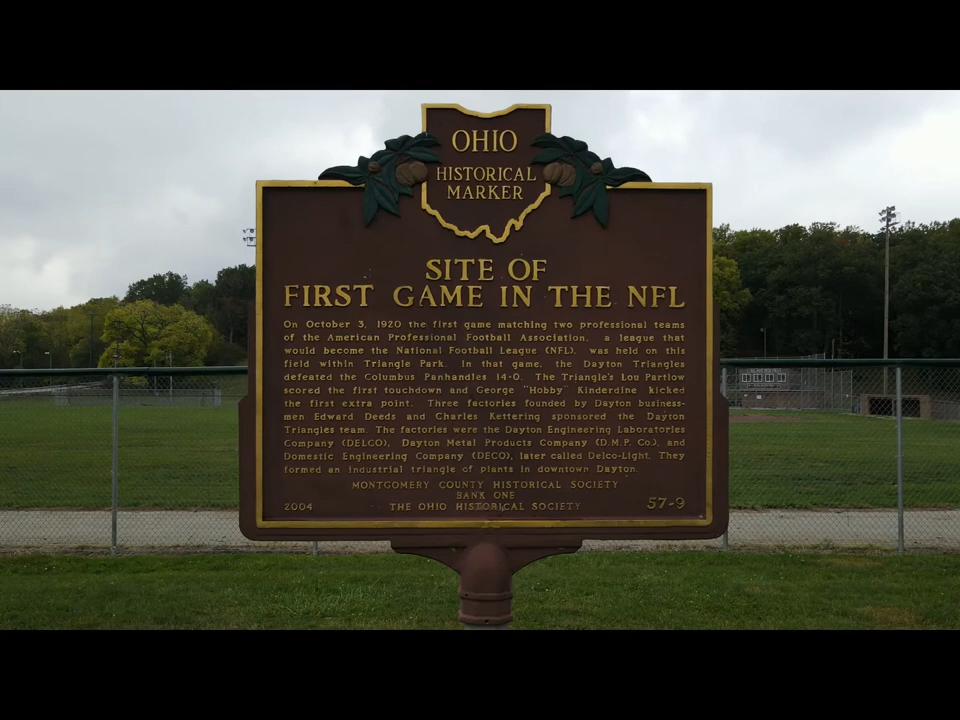 OHIO
HISTORICAL
MARKER
SITE OF
FIRST GAME IN THE NFL
On October 3, 1920 the first game matching two professional teams
of the American Professional Football Association, a league that
would become the National Football League (NFL), was held on this
field within Triangle Park. In that game, the Dayton Triangles
defeated the Columbus Panhandles 14-0. The Triangle's Lou Partlow
scored the first touchdown and George "Hobby" Kinderdine kicked
the first extra point. Three factories founded by Dayton business-
men Edward Deeds and Charles Kettering sponsored the Dayton
Triangles team. The factories were the Dayton Engineering Laboratories
Company (DELCO), Dayton Metal Products Company (D.M.P. Co.), and
Domestic Engineering Company (DECO), later called Delco-Light. They
formed an industrial triangle of plants in downtown Dayton.
MONTGOMERY COUNTY HISTORICAL SOCIETY
BANK ONE
2004 THE OHIO HISTORICAL SOCIETY 57-9